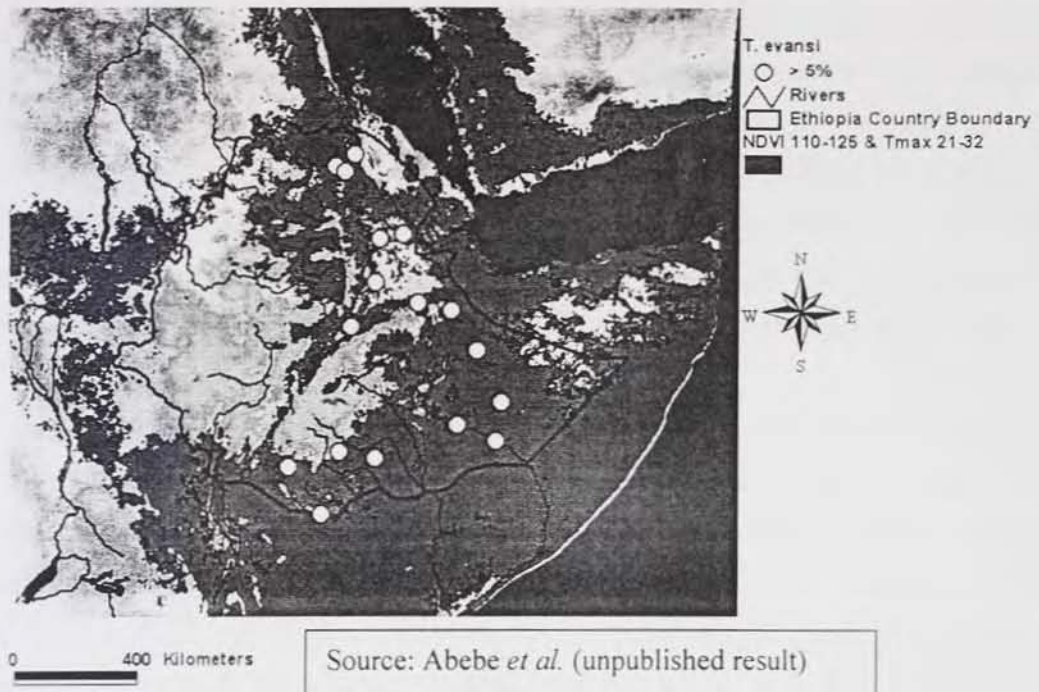 T. evansi
> 5%
Rivers
Ethiopia Country Boundary
NDVI 110-125 & Tmax 21-32
N
W E
S
0 400 Kilometers
Source: Abebe et al. (unpublished result)